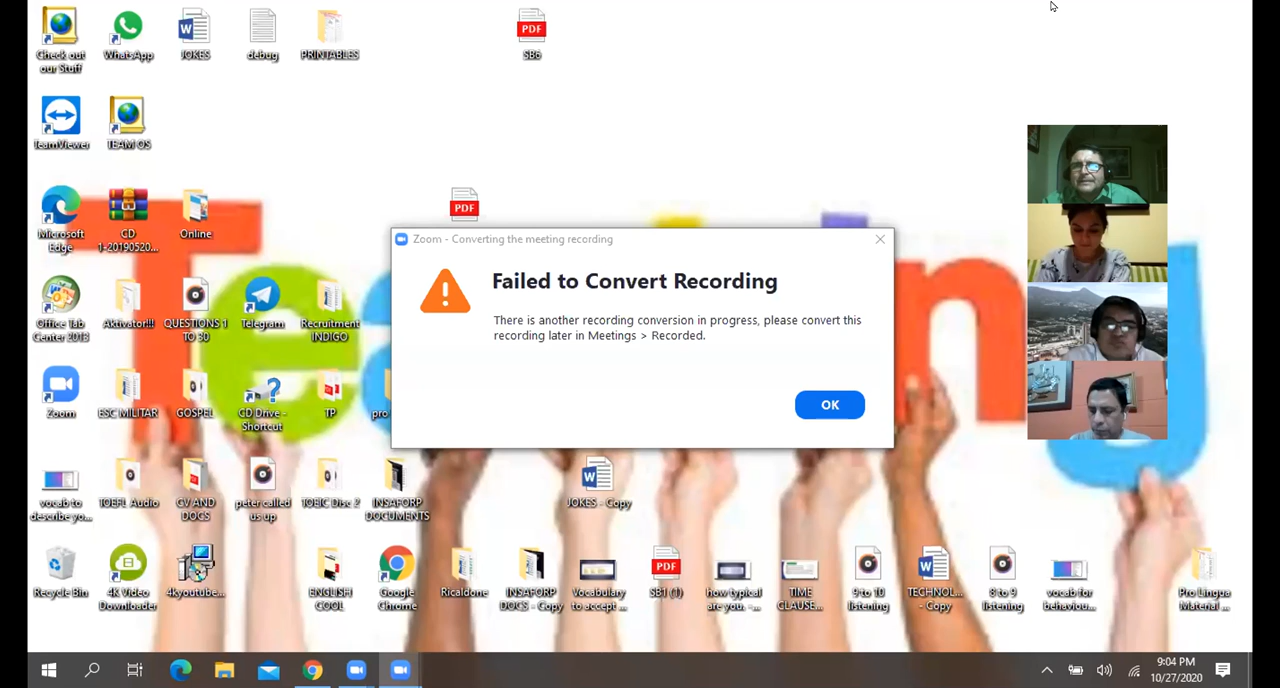 Check out
our Stuff
WhatsApp
JOKES
debug
PRINTABLES
PDF
SB6
TeamViewer
TEAM OS
PDF
Microsoft
Edge
CD
1-20190520...
Online
Zoom - Converting the meeting recording
Failed to Convert Recording
There is another recording conversion in progress, please convert this
recording later in Meetings > Recorded.
OK
Office Tab
Center 2013
Aktivator!!!
QUESTIONS 1
TO 30
Telegram
Recruitment
INDIGO
Zoom
ESC MILITAR
GOSPEL
CD Drive -
Shortcut
TP
pro
vocab to
describe yo...
TOEFL Audio
CV AND
DOCS
peter called
us up
TOEIC Disc 2
INSAFORP
DOCUMENTS
JOKES - Copy
Recycle Bin
4K Video
Downloader
4kyoutube...
ENGLISH
COOL
Google
Chrome
Ricaldone
INSAFORP
DOCS - Copy
Vocabulary
to accept ...
PDF
SB1 (1)
how typical
are you. -...
TIME
CLAUSE...
9 to 10
listening
TECHNOL...
- Copy
8 to 9
listening
vocab for
behaviou...
Pro Lingua
Material ...
9:04 PM
10/27/2020